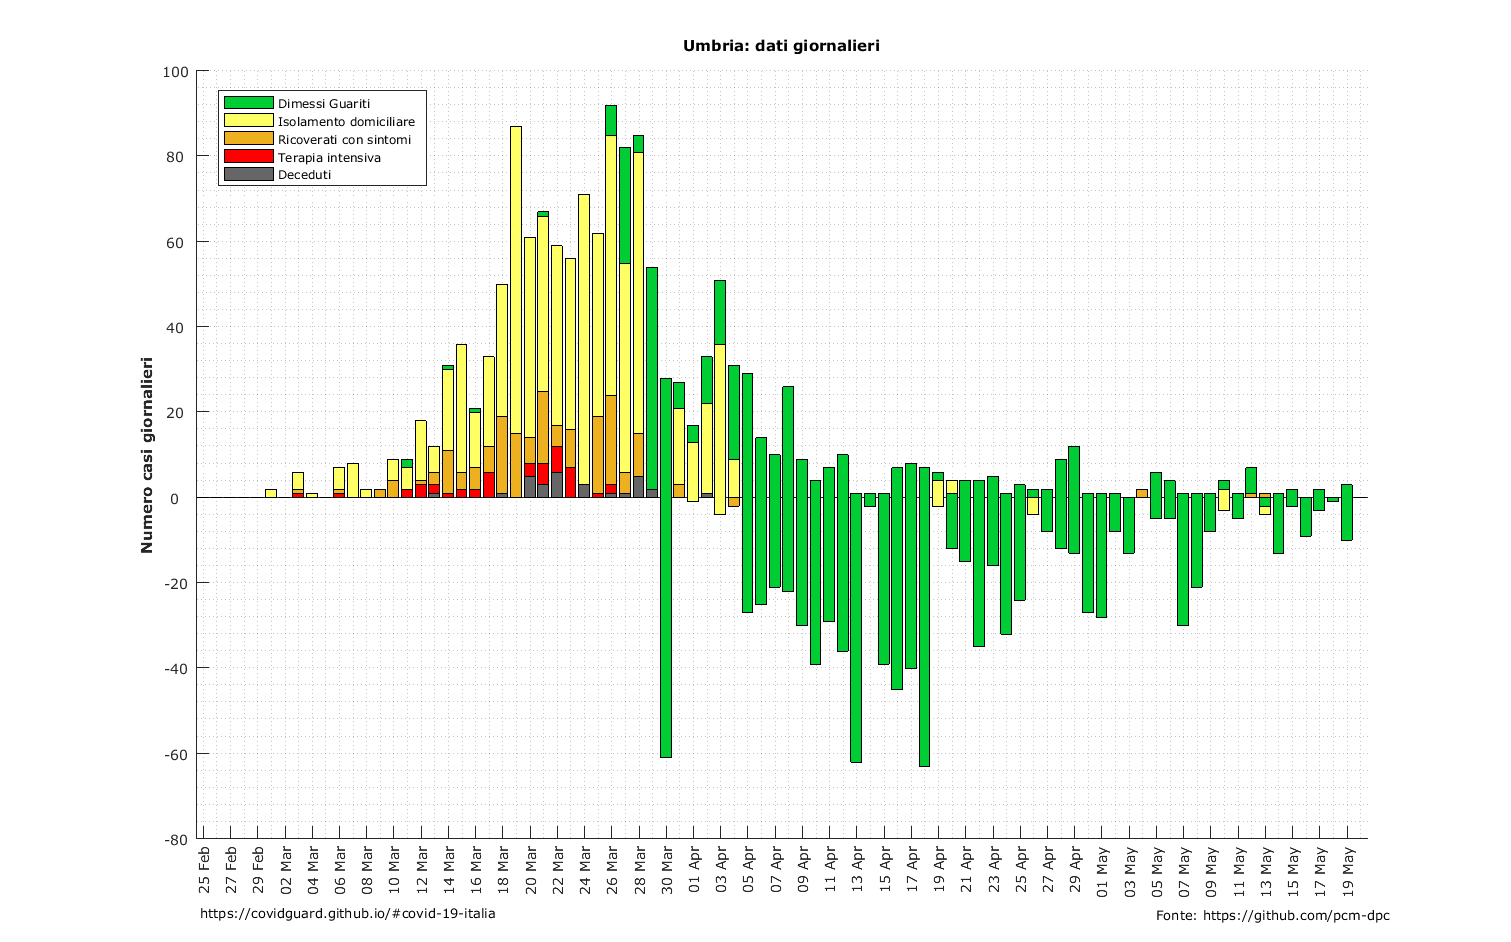 Umbria: dati giornalieri
100
80
60
40
20
0
-20
-40
-60
-80
Numero casi giornalieri
Dimessi Guariti
Isolamento domiciliare
Ricoverati con sintomi
Terapia intensiva
Deceduti
25 Feb
27 Feb
29 Feb
02 Mar
04 Mar
06 Mar
08 Mar
10 Mar
12 Mar
14 Mar
16 Mar
18 Mar
20 Mar
22 Mar
24 Mar
26 Mar
28 Mar
30 Mar
01 Apr
03 Apr
05 Apr
07 Apr
09 Apr
11 Apr
13 Apr
15 Apr
17 Apr
19 Apr
21 Apr
23 Apr
25 Apr
27 Apr
29 Apr
01 May
03 May
05 May
07 May
09 May
11 May
13 May
15 May
17 May
19 May
https://covidguard.github.io/#covid-19-italia
Fonte: https://github.com/pcm-dpc